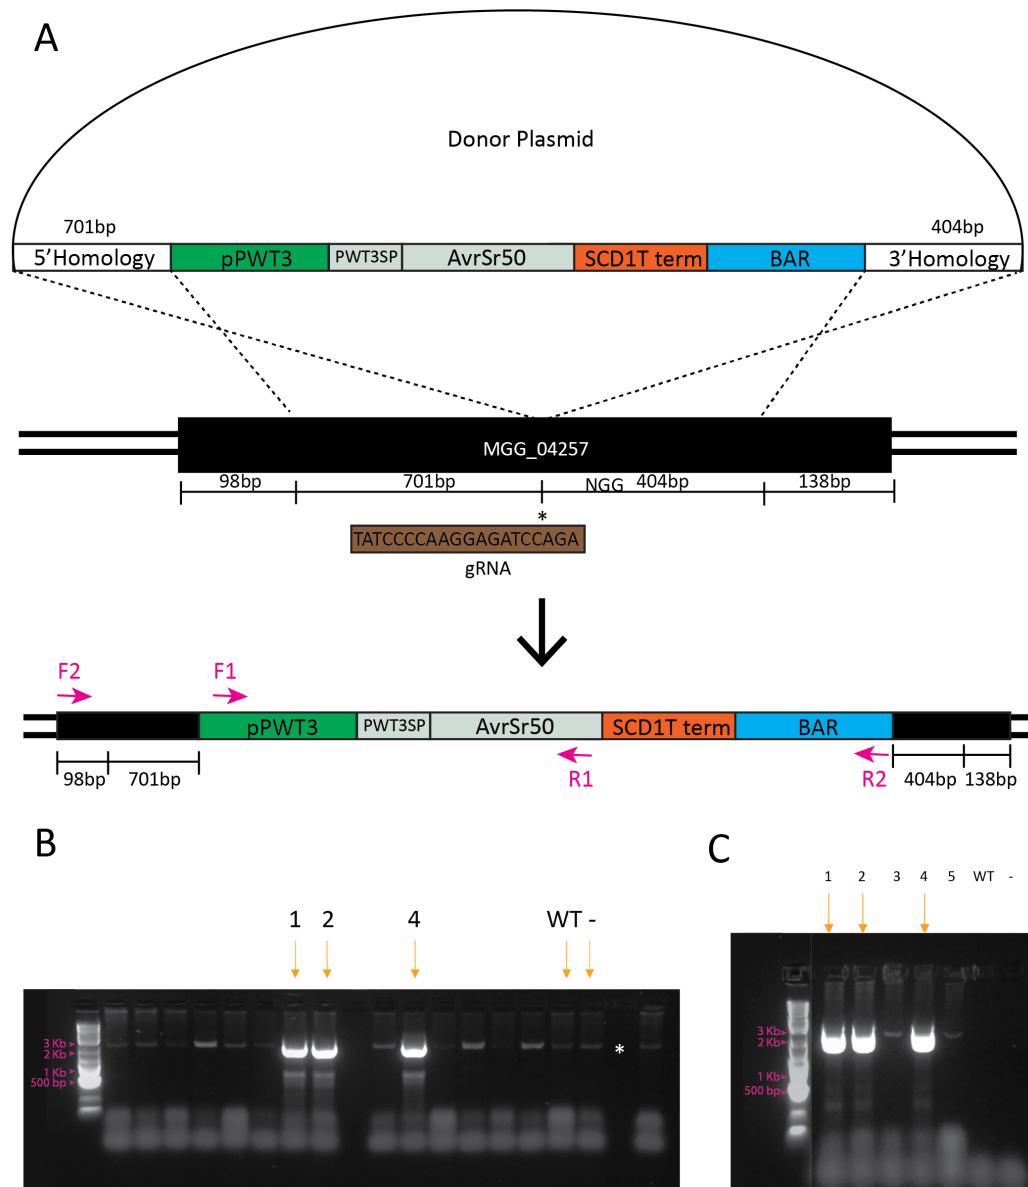 A
Donor Plasmid
701bp 404bp
5'Homology pPWT3 PWT3SP AvrSr50 SCD1T term BAR 3'Homology
MGG_04257
98bp 701bp NGG 404bp 138bp
*
TATCCCCAAGGAGATCCAGA
gRNA
F2 F1
pPWT3 PWT3SP AvrSr50 SCD1T term BAR
R1 R2
98bp 701bp 404bp 138bp
B
1 2 4 WT -
3 Kb
2 Kb
1 Kb
500 bp
*
C
1 2 3 4 5 WT -
3 Kb
2 Kb
1 Kb
500 bp